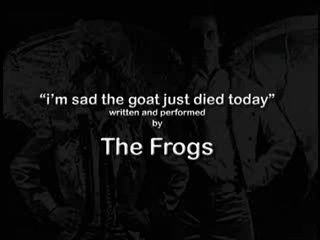 “i’m sad the goat just died today”
written and performed
by
The Frogs